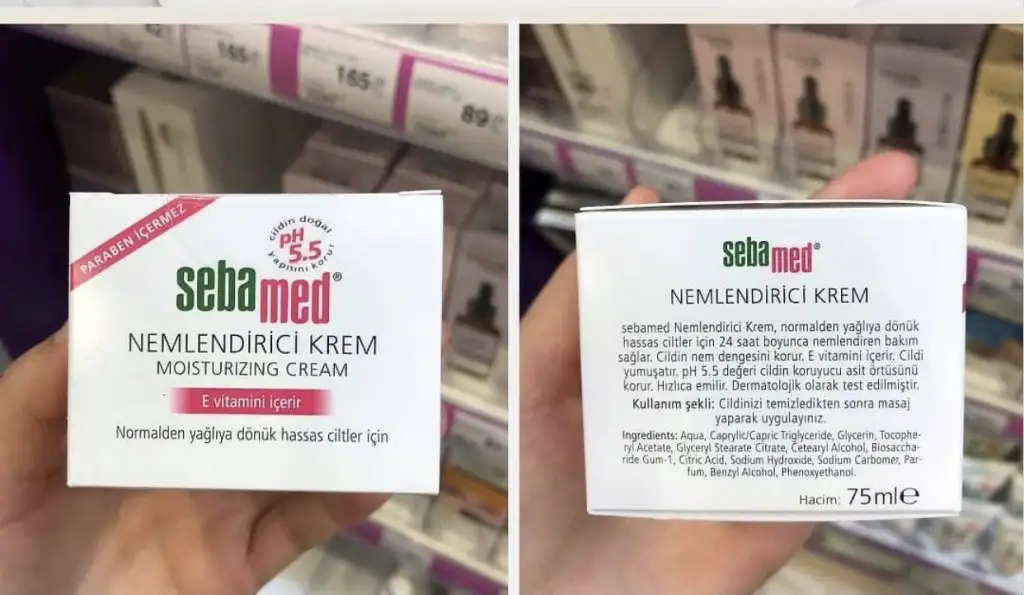 165
89
PARABEN İÇERMEZ
cildin doğal
pH
5.5
yapısını korur
sebamed®
NEMLENDİRİCİ KREM
MOISTURIZING CREAM
E vitamini içerir
Normalden yağlıya dönük hassas ciltler için
sebamed®
NEMLENDİRİCİ KREM
sebamed Nemlendirici Krem, normalden yağlıya dönük
hassas ciltler için 24 saat boyunca nemlendiren bakım
sağlar. Cildin nem dengesini korur. E vitamini içerir. Cildi
yumuşatır. pH 5.5 değeri cildin koruyucu asit örtüsünü
korur. Hızlıca emilir. Dermatolojik olarak test edilmiştir.
Kullanım şekli: Cildinizi temizledikten sonra masaj
yaparak uygulayınız.
Ingredients: Aqua, Caprylic/Capric Triglyceride, Glycerin, Tocophe-
ryl Acetate, Glyceryl Stearate Citrate, Cetearyl Alcohol, Biosaccha-
ride Gum-1, Citric Acid, Sodium Hydroxide, Sodium Carbomer, Par-
fum, Benzyl Alcohol, Phenoxyethanol.
Hacim: 75ml℮